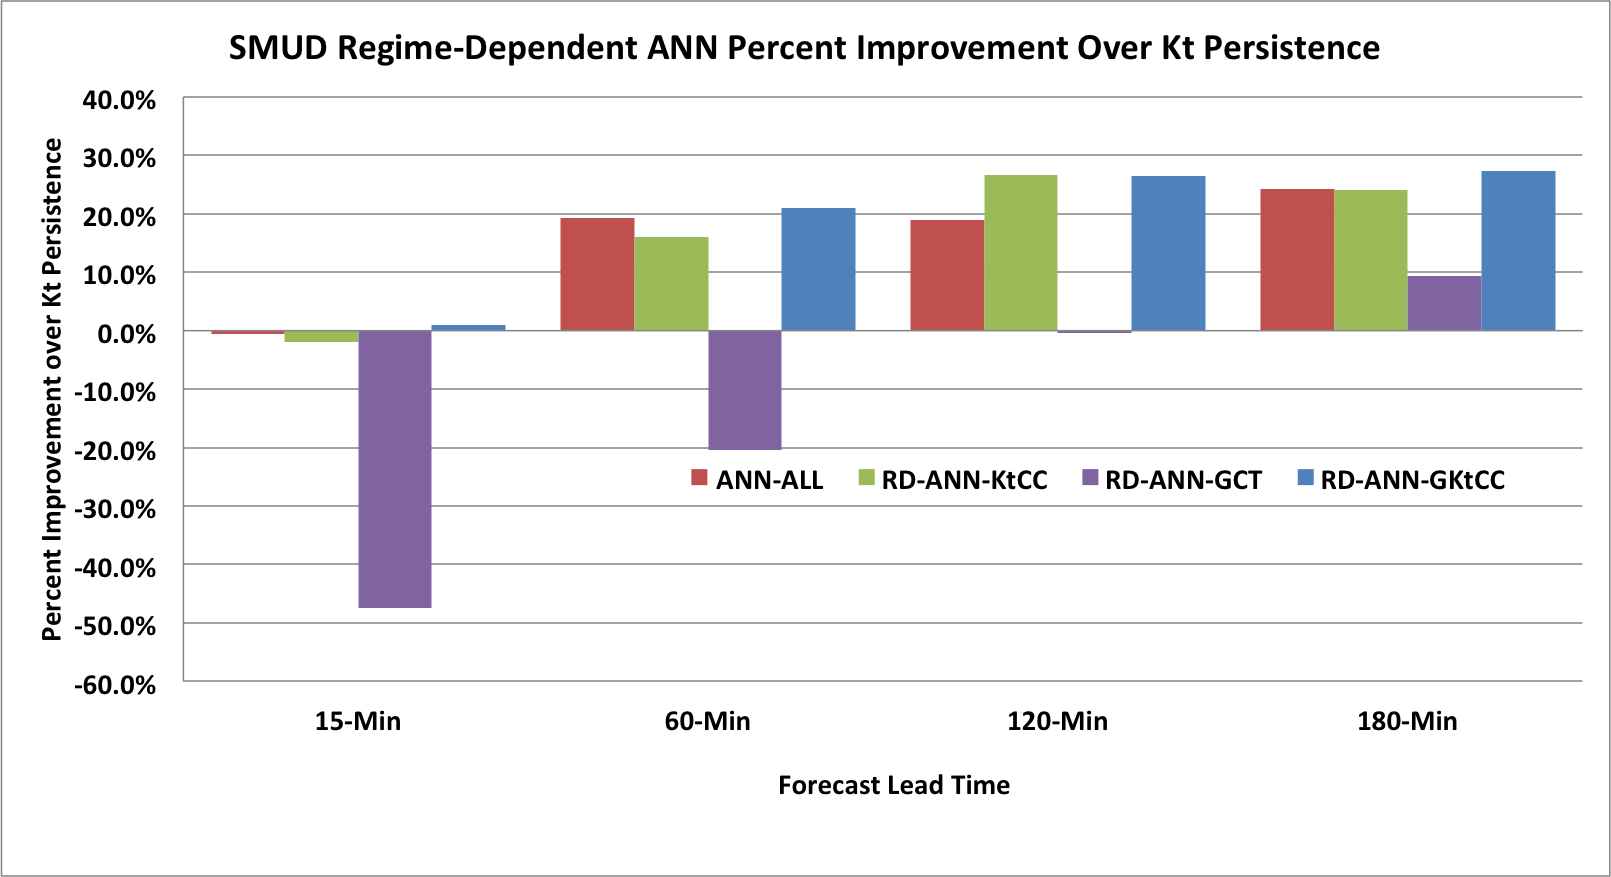 SMUD Regime-Dependent ANN Percent Improvement Over Kt Persistence
Percent Improvement over Kt Persistence
40.0%
30.0%
20.0%
10.0%
0.0%
-10.0%
-20.0%
-30.0%
-40.0%
-50.0%
-60.0%
ANN-ALL RD-ANN-KtCC RD-ANN-GCT RD-ANN-GKtCC
15-Min 60-Min 120-Min 180-Min
Forecast Lead Time